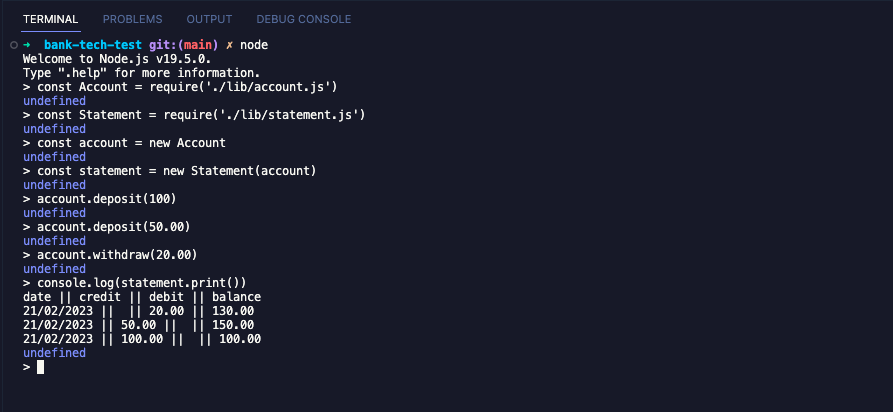 TERMINAL PROBLEMS OUTPUT DEBUG CONSOLE
➜ bank-tech-test git:(main) ✗ node
Welcome to Node.js v19.5.0.
Type ".help" for more information.
> const Account = require('./lib/account.js')
undefined
> const Statement = require('./lib/statement.js')
undefined
> const account = new Account
undefined
> const statement = new Statement(account)
undefined
> account.deposit(100)
undefined
> account.deposit(50.00)
undefined
> account.withdraw(20.00)
undefined
> console.log(statement.print())
date || credit || debit || balance
21/02/2023 ||  || 20.00 || 130.00
21/02/2023 || 50.00 ||  || 150.00
21/02/2023 || 100.00 ||  || 100.00
undefined
>